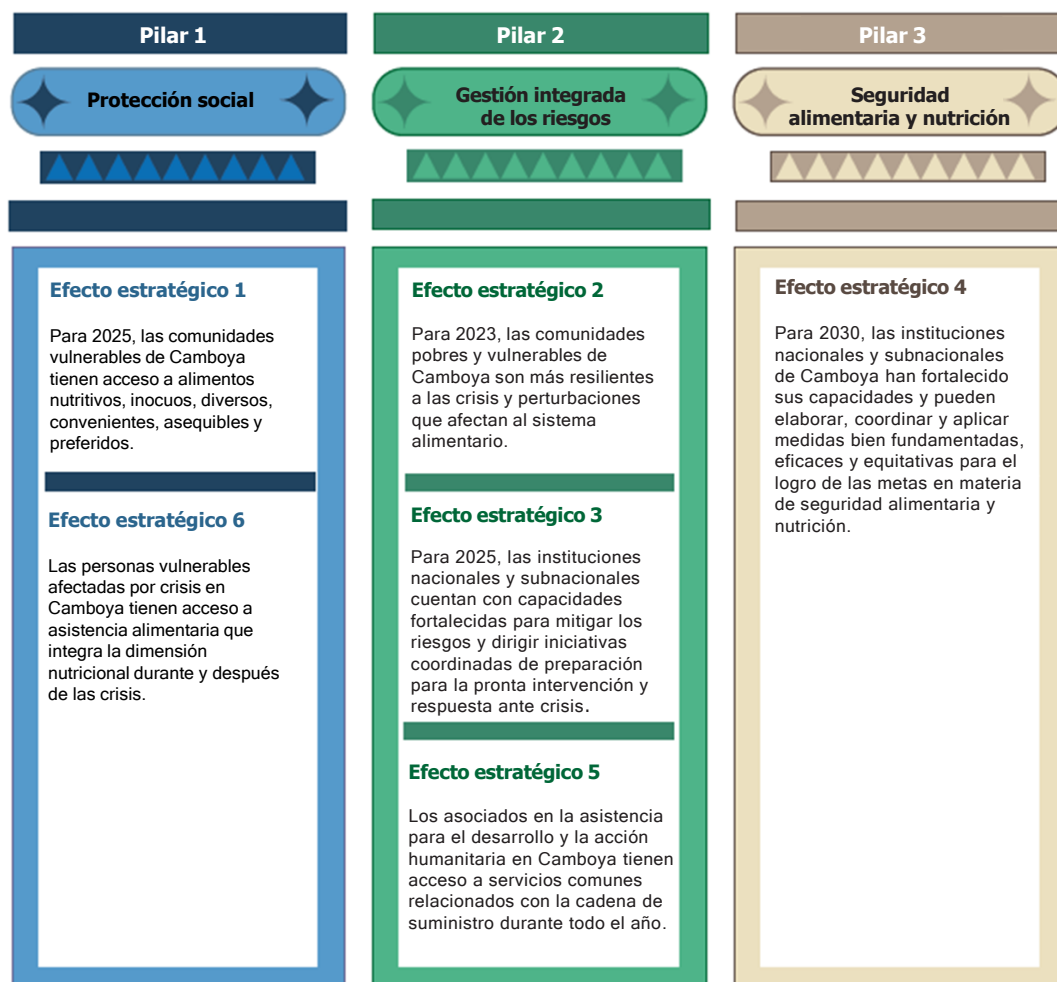 Pilar 1
Protección social
Efecto estratégico 1
Para 2025, las comunidades
vulnerables de Camboya
tienen acceso a alimentos
nutritivos, inocuos, diversos,
convenientes, asequibles y
preferidos.
Efecto estratégico 6
Las personas vulnerables
afectadas por crisis en
Camboya tienen acceso a
asistencia alimentaria que
integra la dimensión
nutricional durante y después
de las crisis.
Pilar 2
Gestión integrada
de los riesgos
Efecto estratégico 2
Para 2023, las comunidades
pobres y vulnerables de
Camboya son más resilientes
a las crisis y perturbaciones
que afectan al sistema
alimentario.
Efecto estratégico 3
Para 2025, las instituciones
nacionales y subnacionales
cuentan con capacidades
fortalecidas para mitigar los
riesgos y dirigir iniciativas
coordinadas de preparación
para la pronta intervención y
respuesta ante crisis.
Efecto estratégico 5
Los asociados en la asistencia
para el desarrollo y la acción
humanitaria en Camboya tienen
acceso a servicios comunes
relacionados con la cadena de
suministro durante todo el año.
Pilar 3
Seguridad
alimentaria y nutrición
Efecto estratégico 4
Para 2030, las instituciones
nacionales y subnacionales
de Camboya han fortalecido
sus capacidades y pueden
elaborar, coordinar y aplicar
medidas bien fundamentadas,
eficaces y equitativas para el
logro de las metas en materia
de seguridad alimentaria y
nutrición.